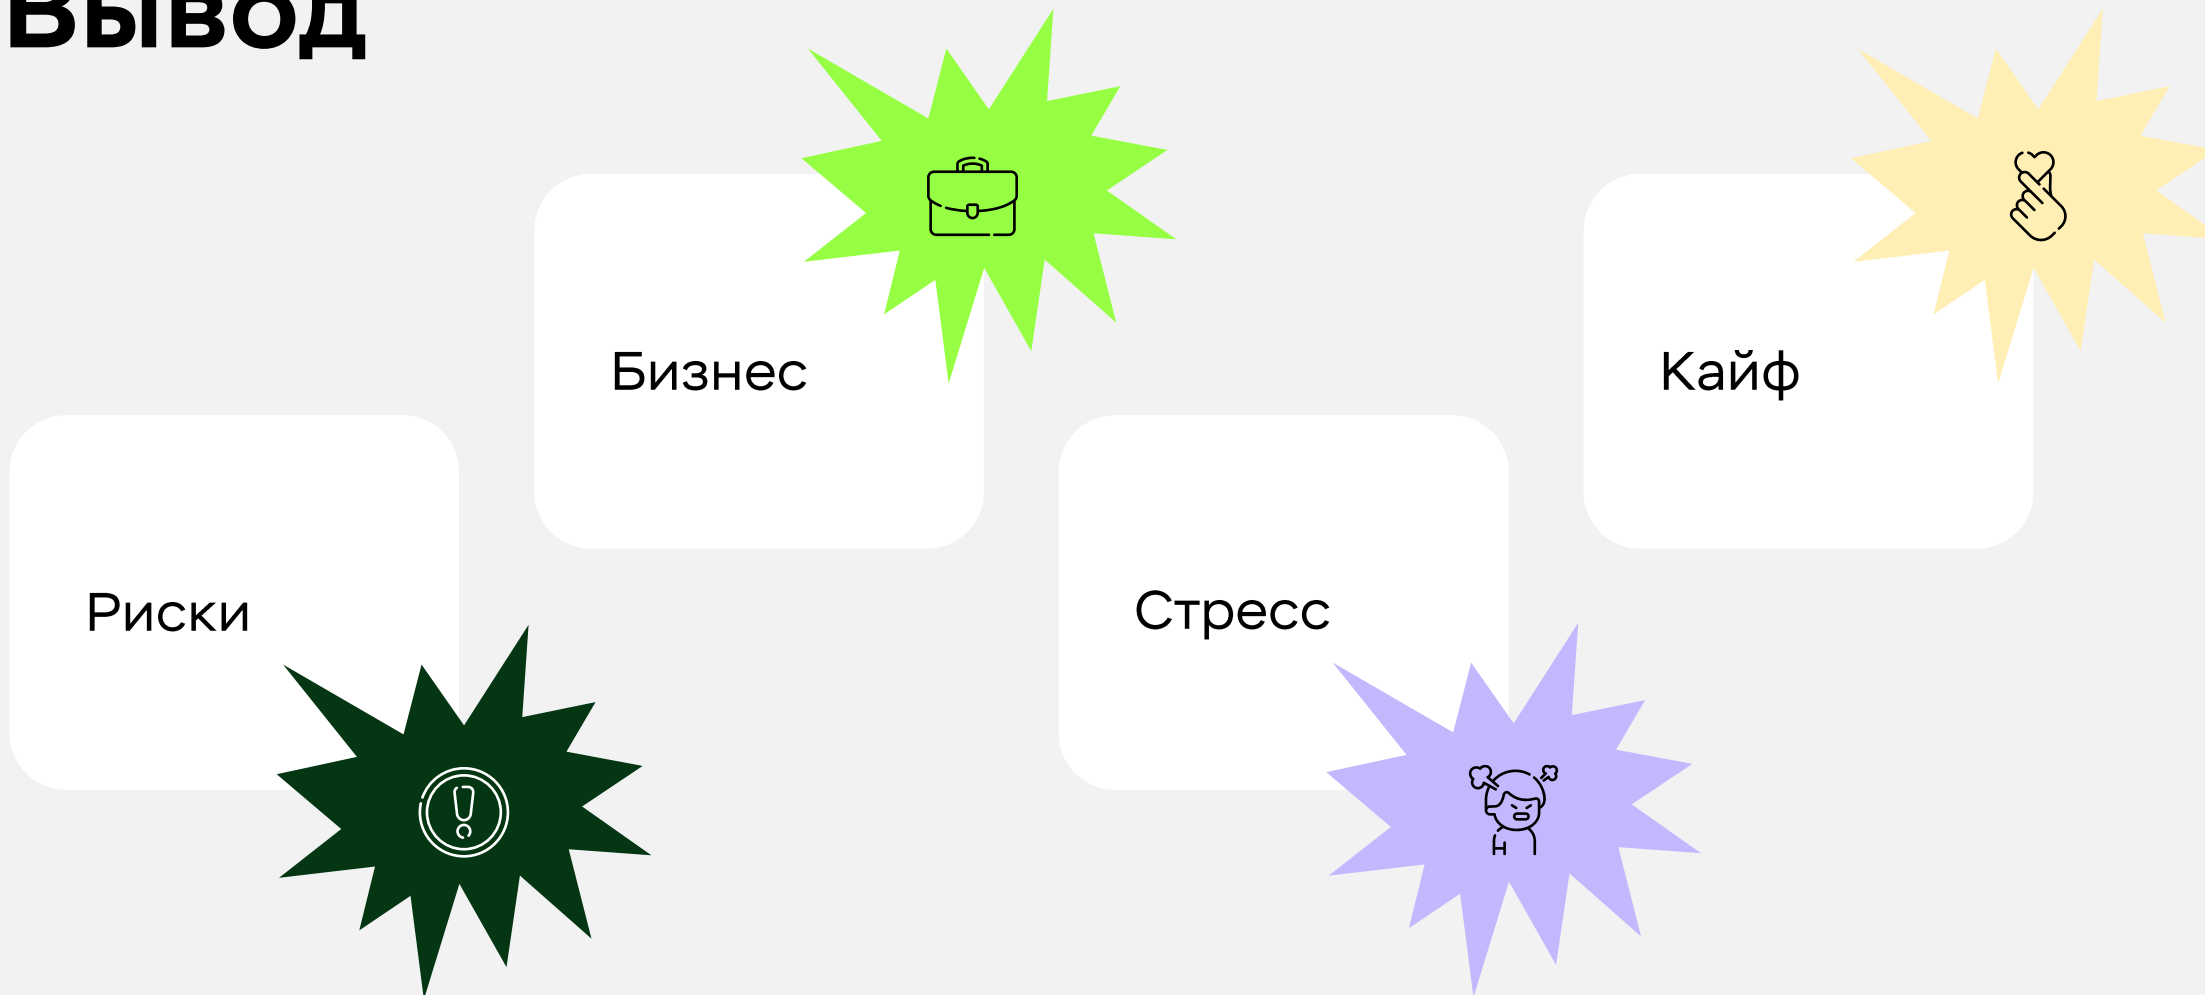 Вывод
Риски
Бизнес
Стресс
Кайф